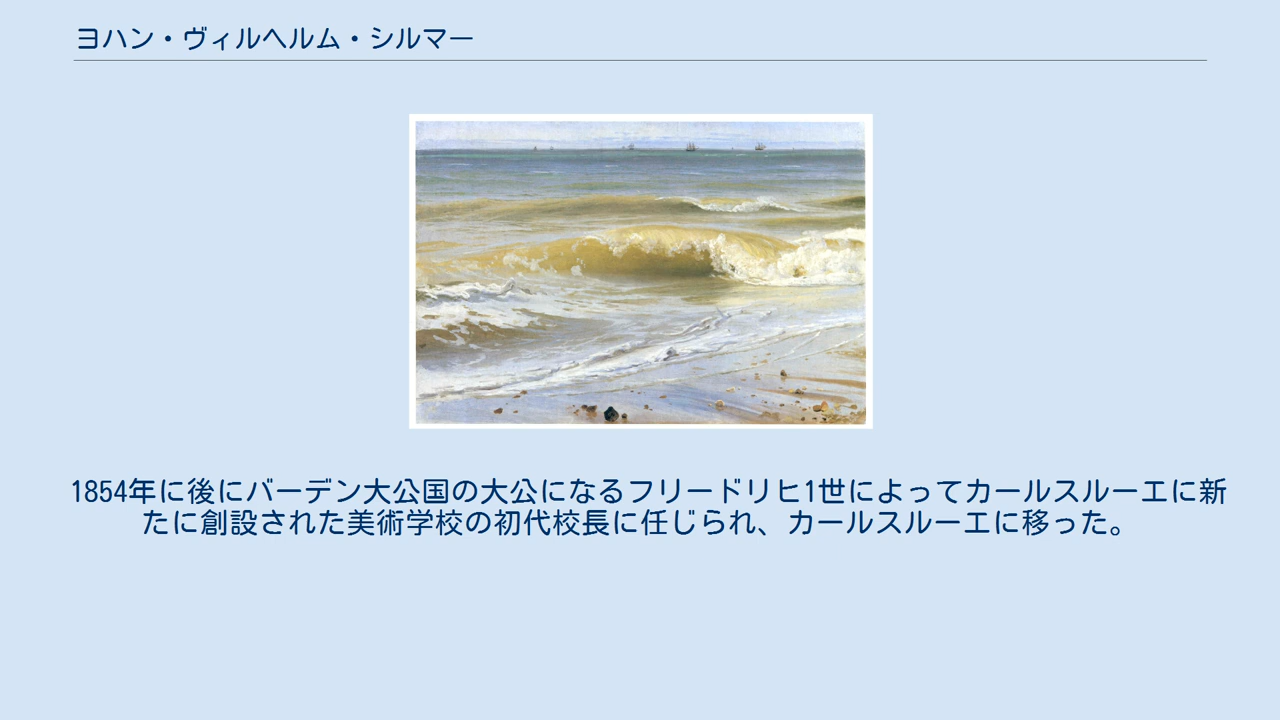 ヨハン・ヴィルヘルム・シルマー
1854年に後にバーデン大公国の大公になるフリードリヒ1世によってカールスルーエに新
たに創設された美術学校の初代校長に任じられ、カールスルーエに移った。